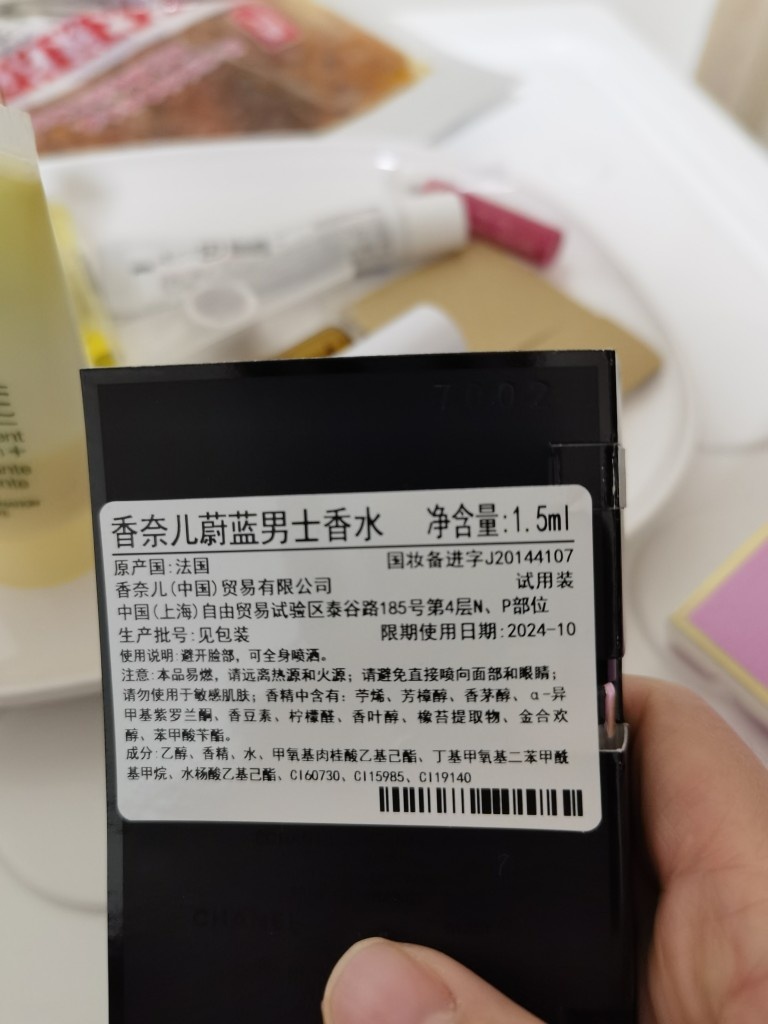 香奈儿蔚蓝男士香水 净含量:1.5ml
原产国:法国 国妆备进字J20144107
香奈儿(中国)贸易有限公司 试用装
中国(上海)自由贸易试验区泰谷路185号第4层N、P部位
生产批号:见包装 限期使用日期:2024-10
使用说明:避开脸部，可全身喷洒。
注意:本品易燃，请远离热源和火源；请避免直接喷向面部和眼睛；
请勿使用于敏感肌肤；香精中含有:苧烯、芳樟醇、香茅醇、α-异
甲基紫罗兰酮、香豆素、柠檬醛、香叶醇、橡苔提取物、金合欢
醇、苯甲酸苄酯。
成分:乙醇、香精、水、甲氧基肉桂酸乙基己酯、丁基甲氧基二苯甲酰
基甲烷、水杨酸乙基己酯、CI60730、CI15985、CI19140
CHANEL